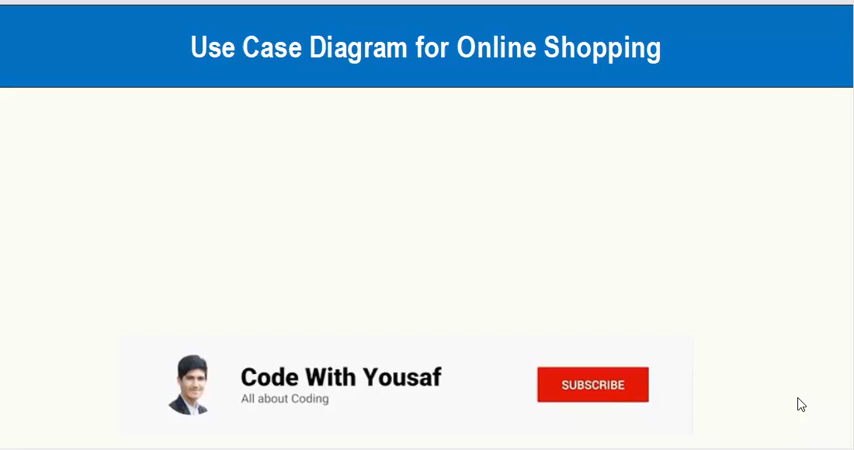 Use Case Diagram for Online Shopping
Code With Yousaf
SUBSCRIBE
All about Coding